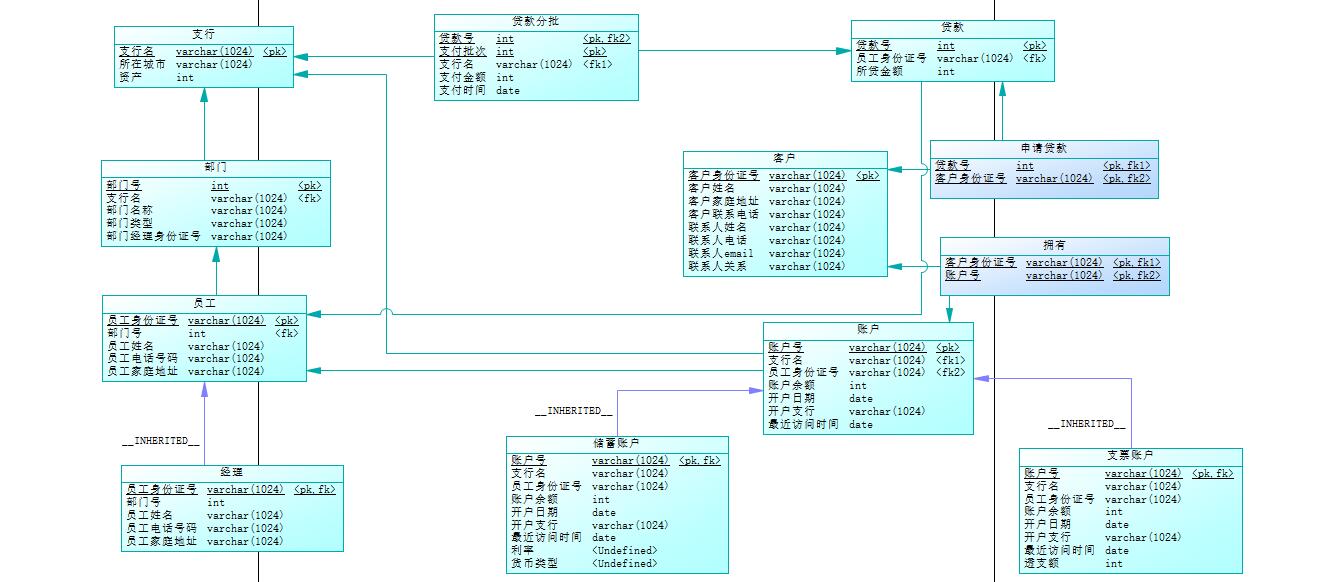 支行
支行名 varchar(1024) <pk>
所在城市 varchar(1024)
资产 int
贷款分批
贷款号 int <pk,fk2>
支付批次 int <pk>
支行名 varchar(1024) <fk1>
支付金额 int
支付时间 date
贷款
贷款号 int <pk>
员工身份证号 varchar(1024) <fk>
所贷金额 int
部门
部门号 int <pk>
支行名 varchar(1024) <fk>
部门名称 varchar(1024)
部门类型 varchar(1024)
部门经理身份证号 varchar(1024)
客户
客户身份证号 varchar(1024) <pk>
客户姓名 varchar(1024)
客户家庭地址 varchar(1024)
客户联系电话 varchar(1024)
联系人姓名 varchar(1024)
联系人电话 varchar(1024)
联系人email varchar(1024)
联系人关系 varchar(1024)
申请贷款
贷款号 int <pk,fk1>
客户身份证号 varchar(1024) <pk,fk2>
拥有
客户身份证号 varchar(1024) <pk,fk1>
账户号 varchar(1024) <pk,fk2>
员工
员工身份证号 varchar(1024) <pk>
部门号 int <fk>
员工姓名 varchar(1024)
员工电话号码 varchar(1024)
员工家庭地址 varchar(1024)
账户
账户号 varchar(1024) <pk>
支行名 varchar(1024) <fk1>
员工身份证号 varchar(1024) <fk2>
账户余额 int
开户日期 date
开户支行 varchar(1024)
最近访问时间 date
__INHERITED__
__INHERITED__
__INHERITED__
经理
员工身份证号 varchar(1024) <pk,fk>
部门号 int
员工姓名 varchar(1024)
员工电话号码 varchar(1024)
员工家庭地址 varchar(1024)
储蓄账户
账户号 varchar(1024) <pk,fk>
支行名 varchar(1024)
员工身份证号 varchar(1024)
账户余额 int
开户日期 date
开户支行 varchar(1024)
最近访问时间 date
利率 <Undefined>
货币类型 <Undefined>
支票账户
账户号 varchar(1024) <pk,fk>
支行名 varchar(1024)
员工身份证号 varchar(1024)
账户余额 int
开户日期 date
开户支行 varchar(1024)
最近访问时间 date
透支额 int